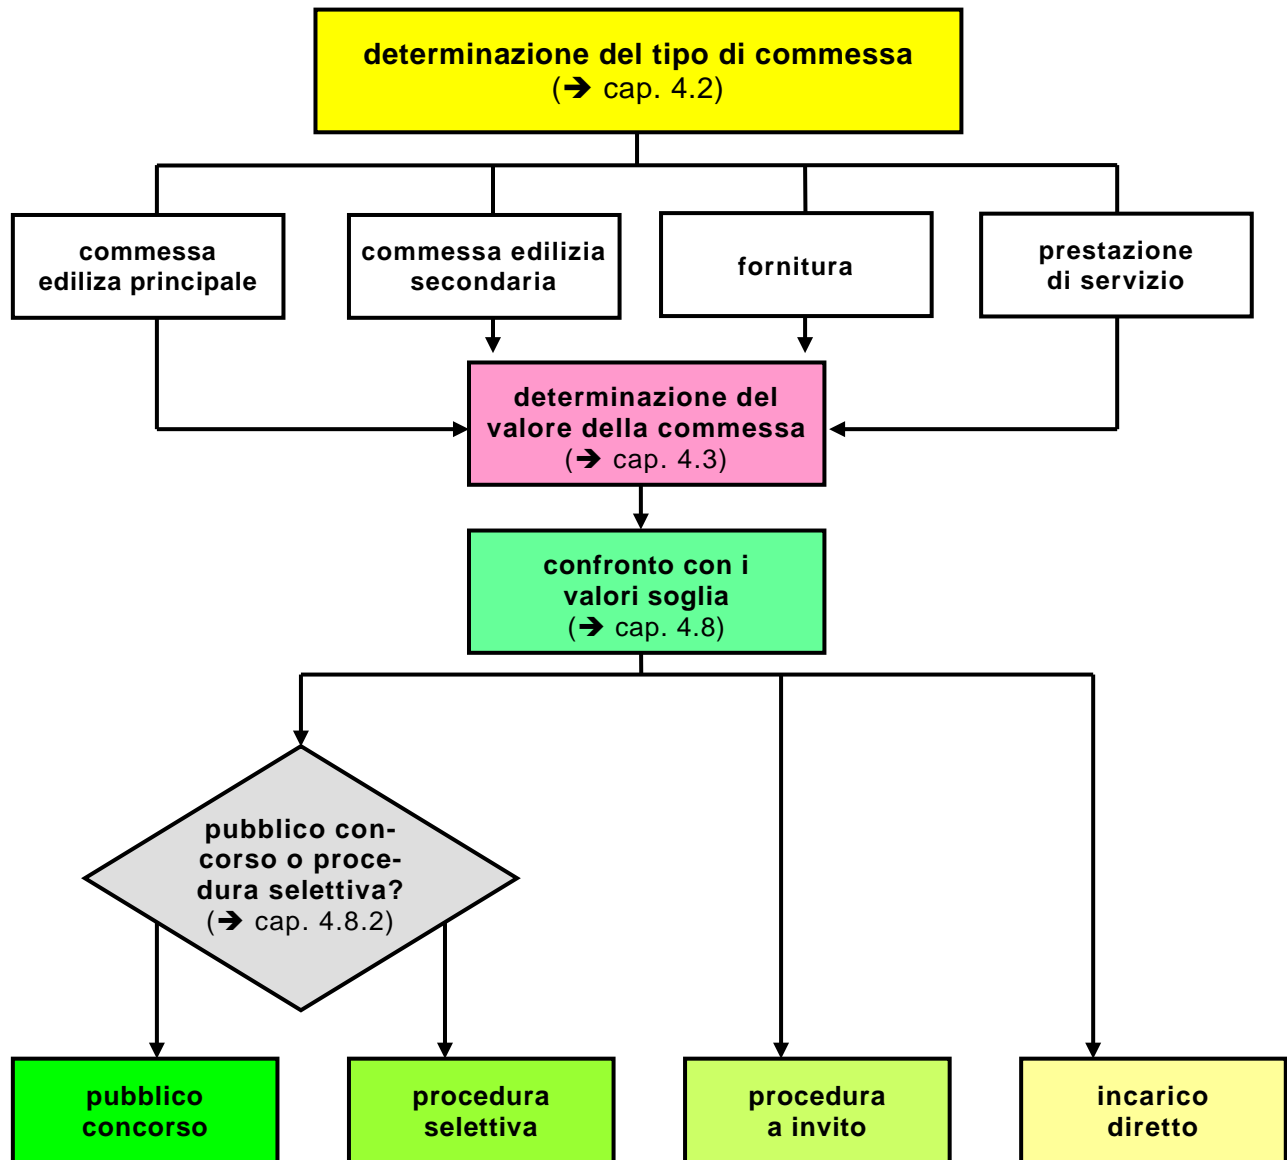 determinazione del tipo di commessa
(➔ cap. 4.2)
commessa
ediliza principale
commessa edilizia
secondaria
fornitura
prestazione
di servizio
determinazione del
valore della commessa
(➔ cap. 4.3)
confronto con i
valori soglia
(➔ cap. 4.8)
pubblico con-
corso o proce-
dura selettiva?
(➔ cap. 4.8.2)
pubblico
concorso
procedura
selettiva
procedura
a invito
incarico
diretto